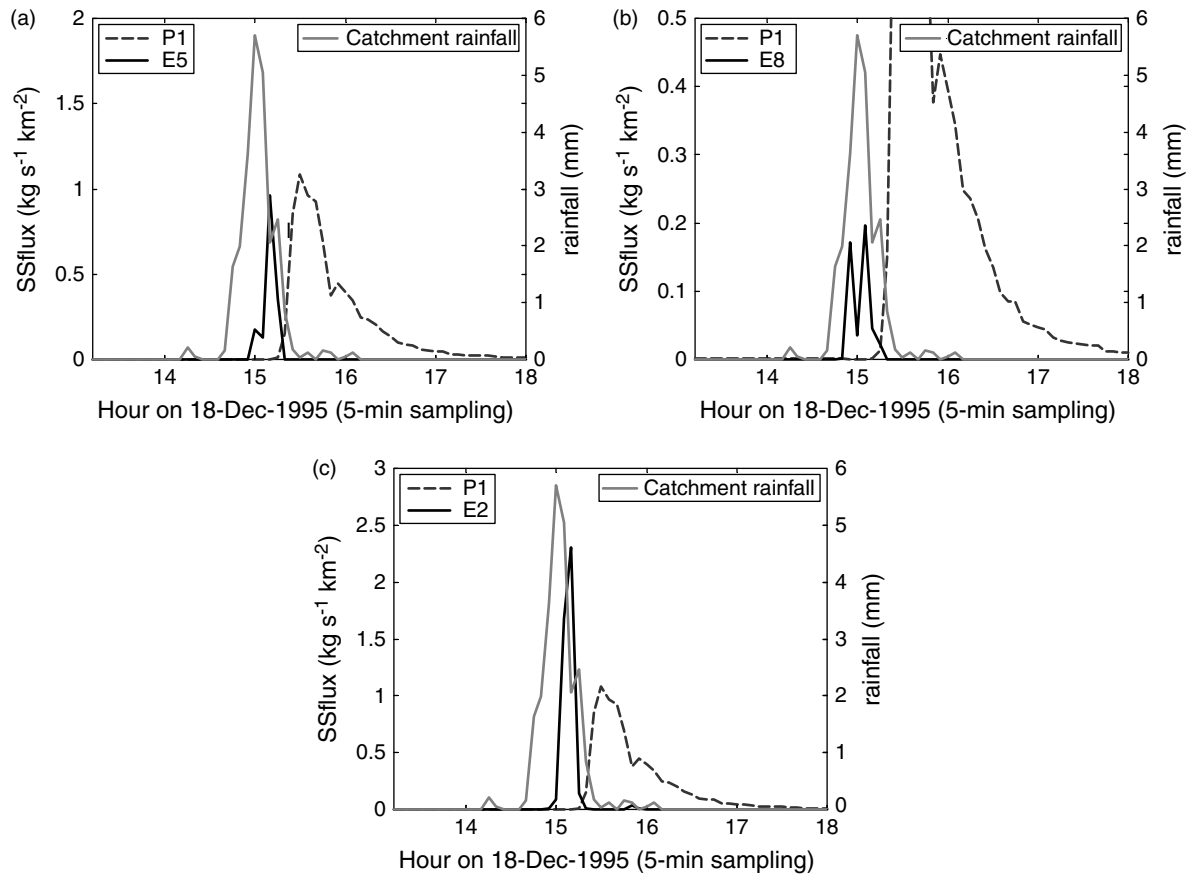 (a)
P1
E5
Catchment rainfall
SSflux (kg s-1 km-2)
2
1.5
1
0.5
0
6
5
4
3
2
1
0
rainfall (mm)
14 15 16 17 18
Hour on 18-Dec-1995 (5-min sampling)
(b)
P1
E8
Catchment rainfall
SSflux (kg s-1 km-2)
0.5
0.4
0.3
0.2
0.1
0
6
5
4
3
2
1
0
rainfall (mm)
14 15 16 17 18
Hour on 18-Dec-1995 (5-min sampling)
(c)
P1
E2
Catchment rainfall
SSflux (kg s-1 km-2)
3
2.5
2
1.5
1
0.5
0
6
5
4
3
2
1
0
rainfall (mm)
14 15 16 17 18
Hour on 18-Dec-1995 (5-min sampling)